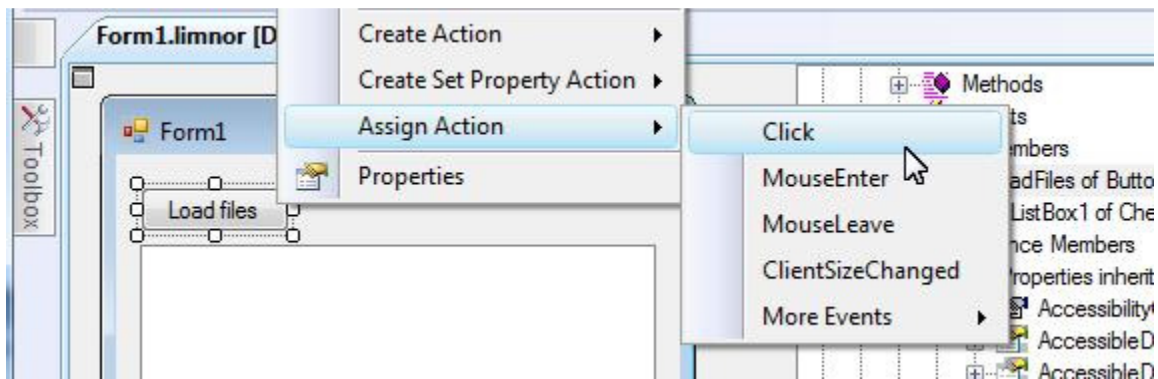 Form1.limnor [D
Toolbox
Form1
Load files
Create Action
Create Set Property Action
Assign Action
Properties
Click
MouseEnter
MouseLeave
ClientSizeChanged
More Events
Methods
ts
mbers
adFiles of Butto
ListBox1 of Che
nce Members
roperties inherit
Accessibility
AccessibleD
AccessibleD